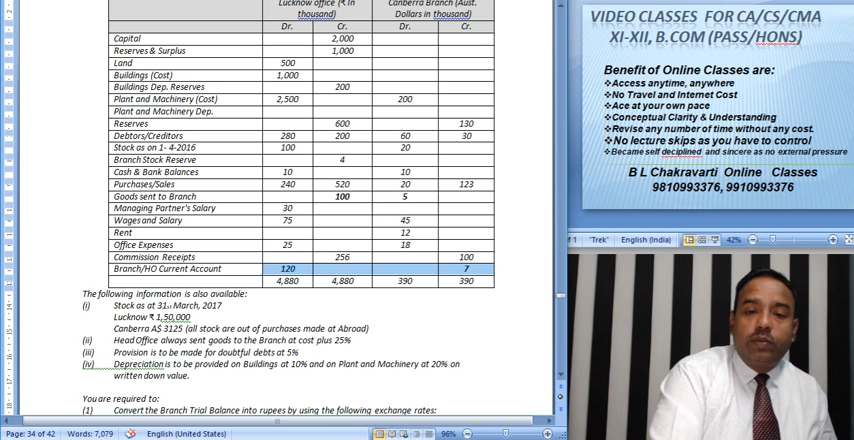 Lucknow office (₹ In thousand) Canberra Branch (Aust. Dollars in thousand)
Dr. Cr. Dr. Cr.
Capital 2,000
Reserves & Surplus 1,000
Land 500
Buildings (Cost) 1,000
Buildings Dep. Reserves 200
Plant and Machinery (Cost) 2,500 200
Plant and Machinery Dep.
Reserves 600 130
Debtors/Creditors 280 200 60 30
Stock as on 1- 4-2016 100 20
Branch Stock Reserve 4
Cash & Bank Balances 10 10
Purchases/Sales 240 520 20 123
Goods sent to Branch 100 5
Managing Partner's Salary 30
Wages and Salary 75 45
Rent 12
Office Expenses 25 18
Commission Receipts 256 100
Branch/HO Current Account 120 7
4,880 4,880 390 390
The following information is also available:
(i) Stock as at 31st March, 2017
Lucknow ₹ 1,50,000
Canberra A$ 3125 (all stock are out of purchases made at Abroad)
(ii) Head Office always sent goods to the Branch at cost plus 25%
(iii) Provision is to be made for doubtful debts at 5%
(iv) Depreciation is to be provided on Buildings at 10% and on Plant and Machinery at 20% on
written down value.
You are required to:
(1) Convert the Branch Trial Balance into rupees by using the following exchange rates:
Page: 34 of 42 Words: 7,079 English (United States) 96%
VIDEO CLASSES FOR CA/CS/CMA
XI-XII, B.COM (PASS/HONS)
Benefit of Online Classes are:
❖Access anytime, anywhere
❖No Travel and Internet Cost
❖Ace at your own pace
❖Conceptual Clarity & Understanding
❖Revise any number of time without any cost.
❖No lecture skips as you have to control
❖Became self deciplined and sincere as no external pressure
B L Chakravarti Online Classes
9810993376, 9910993376
f 1 "Trek" English (India) 42%